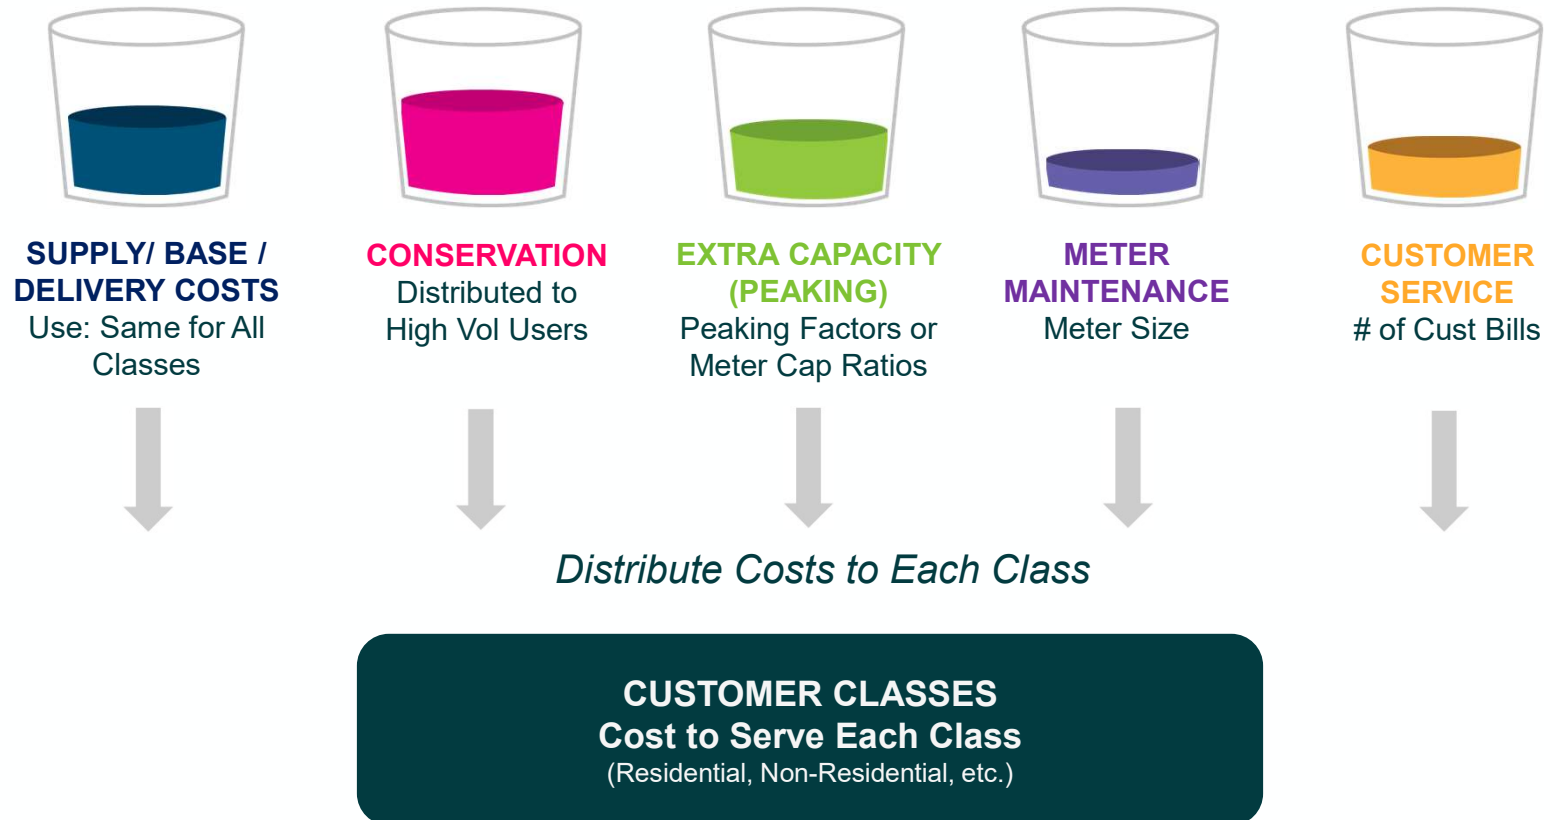 SUPPLY/ BASE /
DELIVERY COSTS
Use: Same for All
Classes
CONSERVATION
Distributed to
High Vol Users
EXTRA CAPACITY
(PEAKING)
Peaking Factors or
Meter Cap Ratios
METER
MAINTENANCE
Meter Size
CUSTOMER
SERVICE
# of Cust Bills
Distribute Costs to Each Class
CUSTOMER CLASSES
Cost to Serve Each Class
(Residential, Non-Residential, etc.)